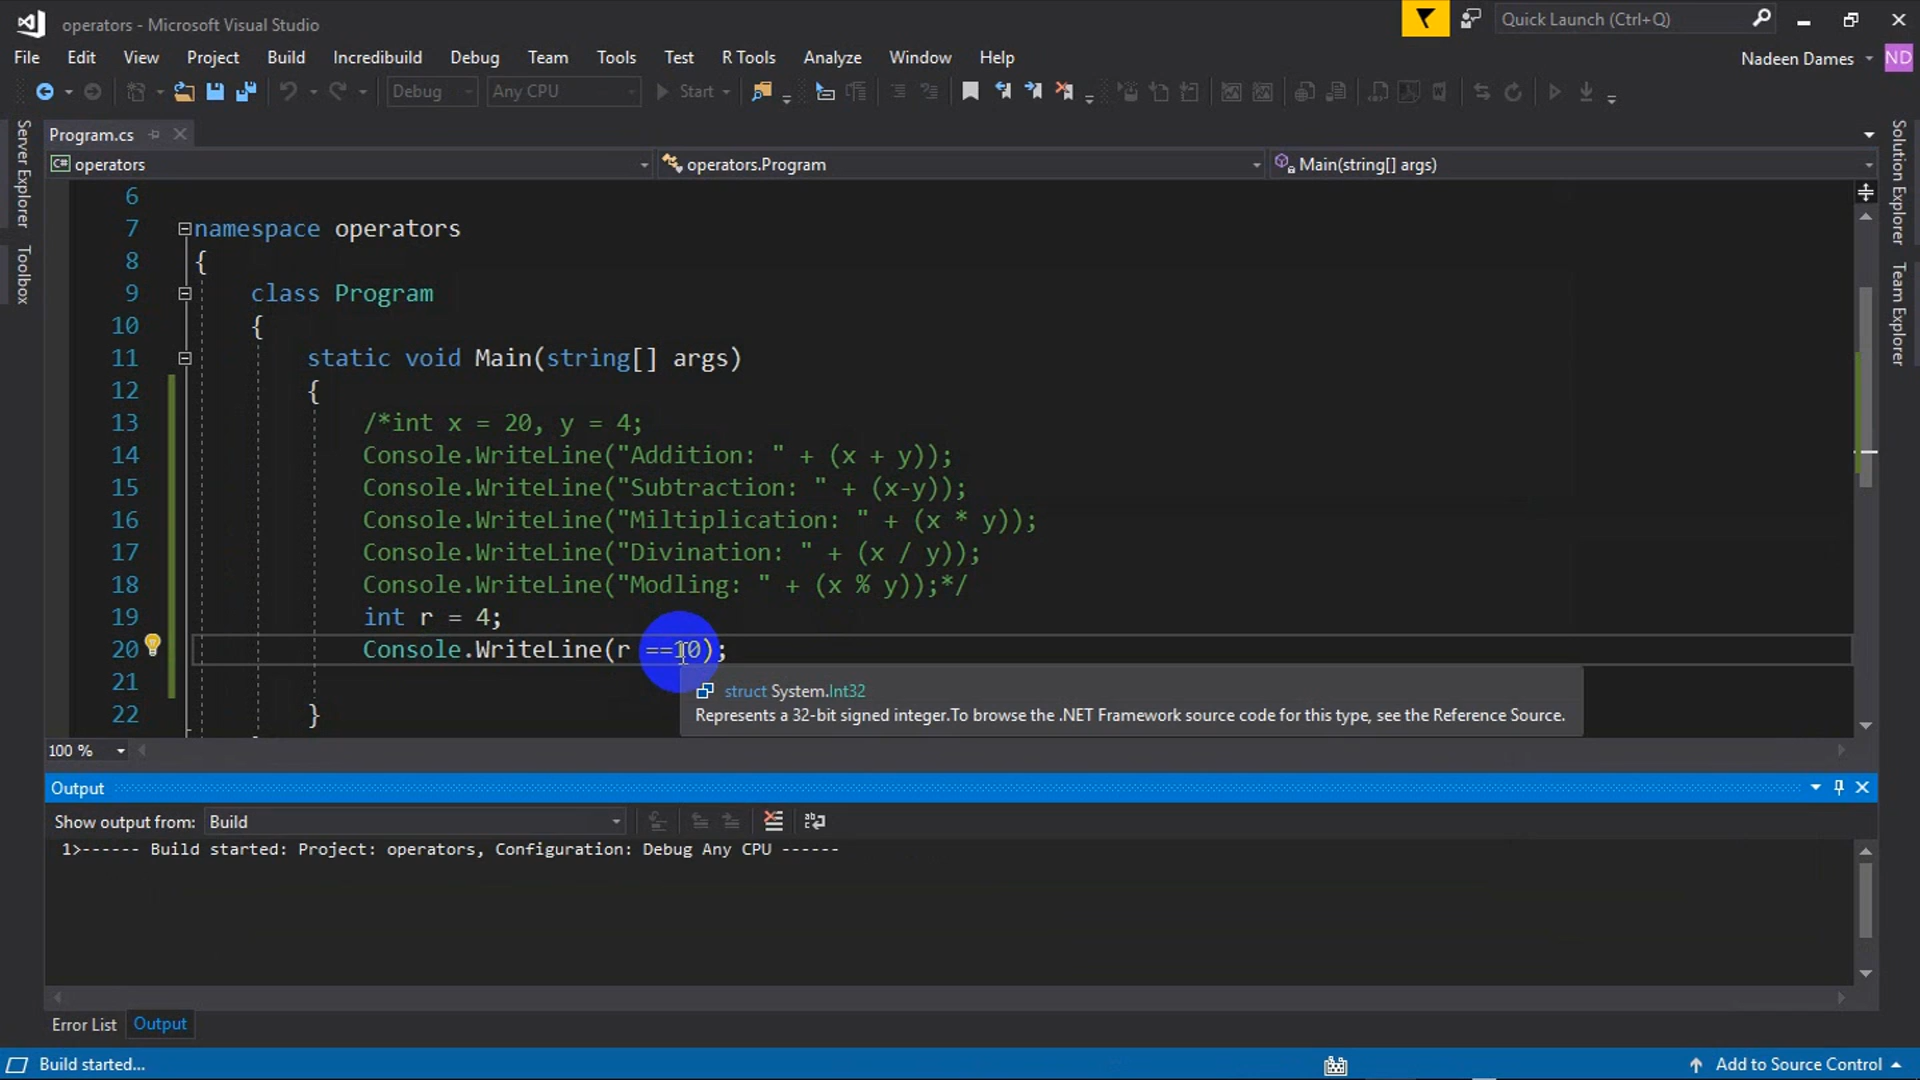 operators - Microsoft Visual Studio
Quick Launch (Ctrl+Q)
File Edit View Project Build Incredibuild Debug Team Tools Test R Tools Analyze Window Help
Nadeen Dames ND
Debug Any CPU Start
Server Explorer
Toolbox
Solution Explorer
Team Explorer
Program.cs
C# operators operators.Program Main(string[] args)
6
7 namespace operators
8 {
9 class Program
10 {
11 static void Main(string[] args)
12 {
13 /*int x = 20, y = 4;
14 Console.WriteLine("Addition: " + (x + y));
15 Console.WriteLine("Subtraction: " + (x-y));
16 Console.WriteLine("Miltiplication: " + (x * y));
17 Console.WriteLine("Divination: " + (x / y));
18 Console.WriteLine("Modling: " + (x % y));*/
19 int r = 4;
20 Console.WriteLine(r ==10);
21
struct System.Int32
Represents a 32-bit signed integer.To browse the .NET Framework source code for this type, see the Reference Source.
22 }
100 %
Output
Show output from: Build
1>------ Build started: Project: operators, Configuration: Debug Any CPU ------
Error List Output
Build started...
Add to Source Control